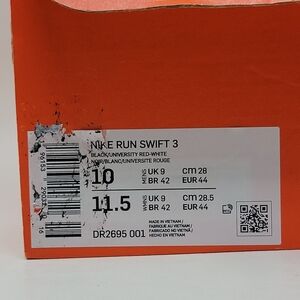 NIKE RUN SWIFT 3
BLACK/UNIVERSITY RED-WHITE
NOIR/BLANC/UNIVERSITE ROUGE
10 MENS UK 9 CM 28
BR 42 EUR 44
11.5 WMNS UK 9 CM 28.5
BR 42 EUR 44
DR2695 001
MADE IN VIETNAM /
FABRIQUE AU VIETNAM /
FABRICADO NO VIETNÃ /
HECHO EN VIETNAM